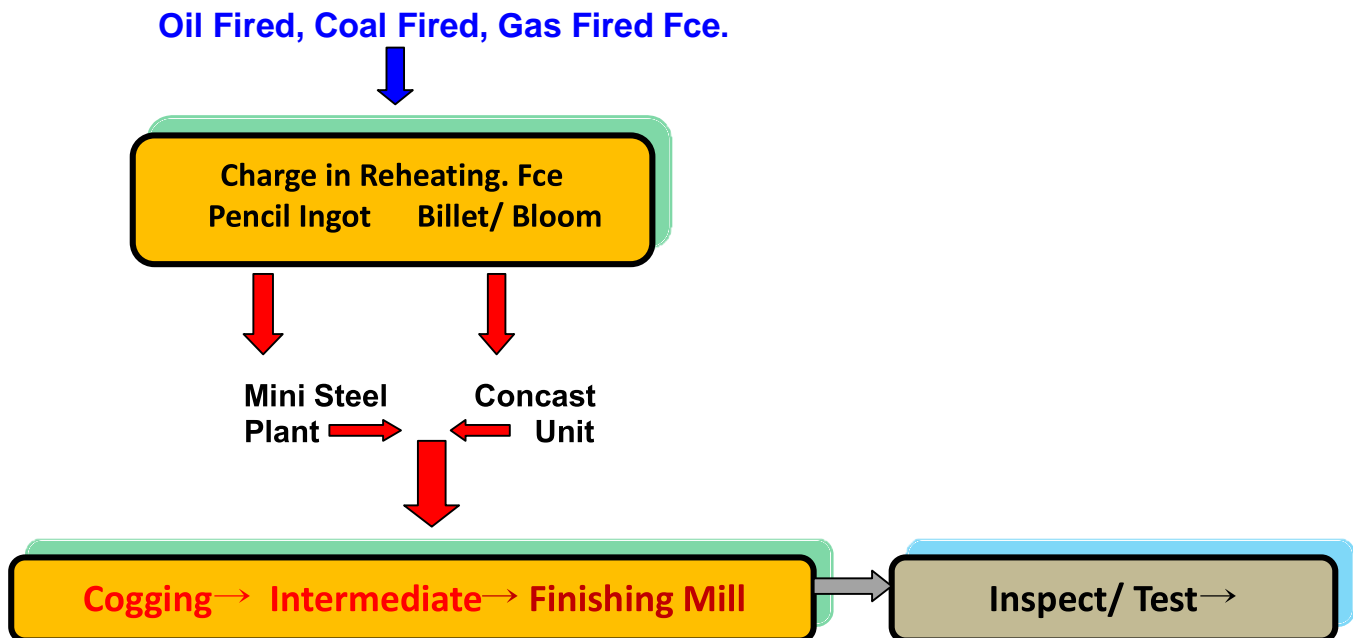 Oil Fired, Coal Fired, Gas Fired Fce.
Charge in Reheating. Fce
Pencil Ingot Billet/ Bloom
Mini Steel Concast
Plant Unit
Cogging→ Intermediate→ Finishing Mill
Inspect/ Test→